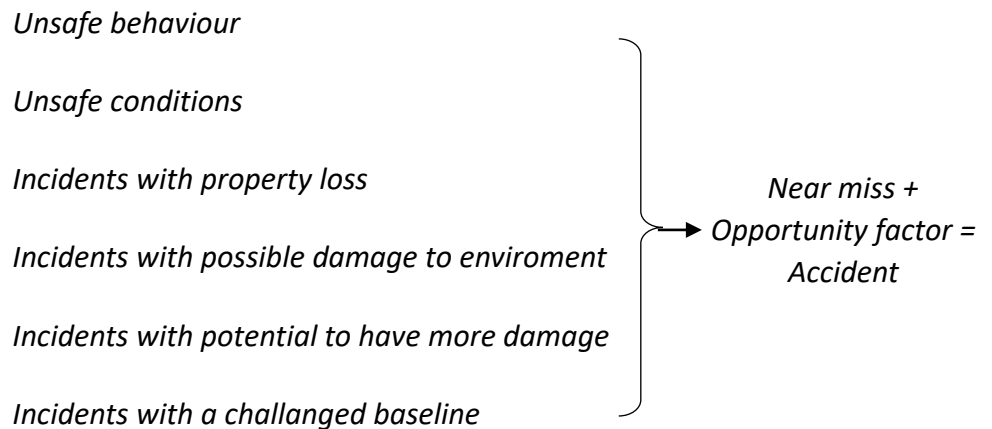 Unsafe behaviour
Unsafe conditions
Incidents with property loss
Incidents with possible damage to enviroment
Incidents with potential to have more damage
Incidents with a challanged baseline
Near miss +
Opportunity factor =
Accident